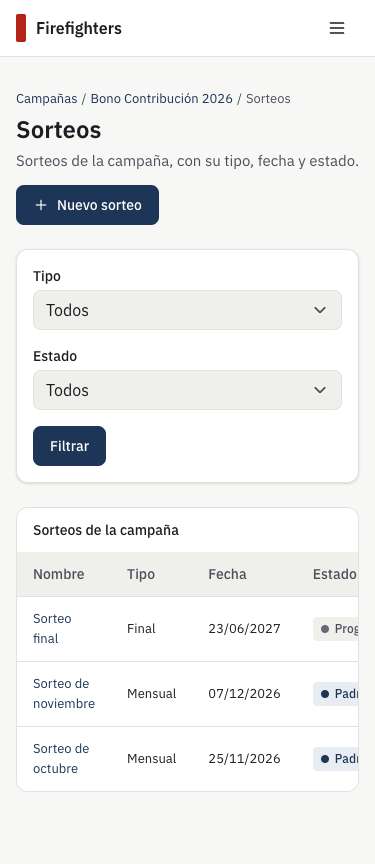 Firefighters
Campañas / Bono Contribución 2026 / Sorteos
Sorteos
Sorteos de la campaña, con su tipo, fecha y estado.
+ Nuevo sorteo
Tipo
Todos
Estado
Todos
Filtrar
Sorteos de la campaña
Nombre Tipo Fecha Estado
Sorteo
final
Final 23/06/2027
Sorteo de
noviembre
Mensual 07/12/2026
Sorteo de
octubre
Mensual 25/11/2026